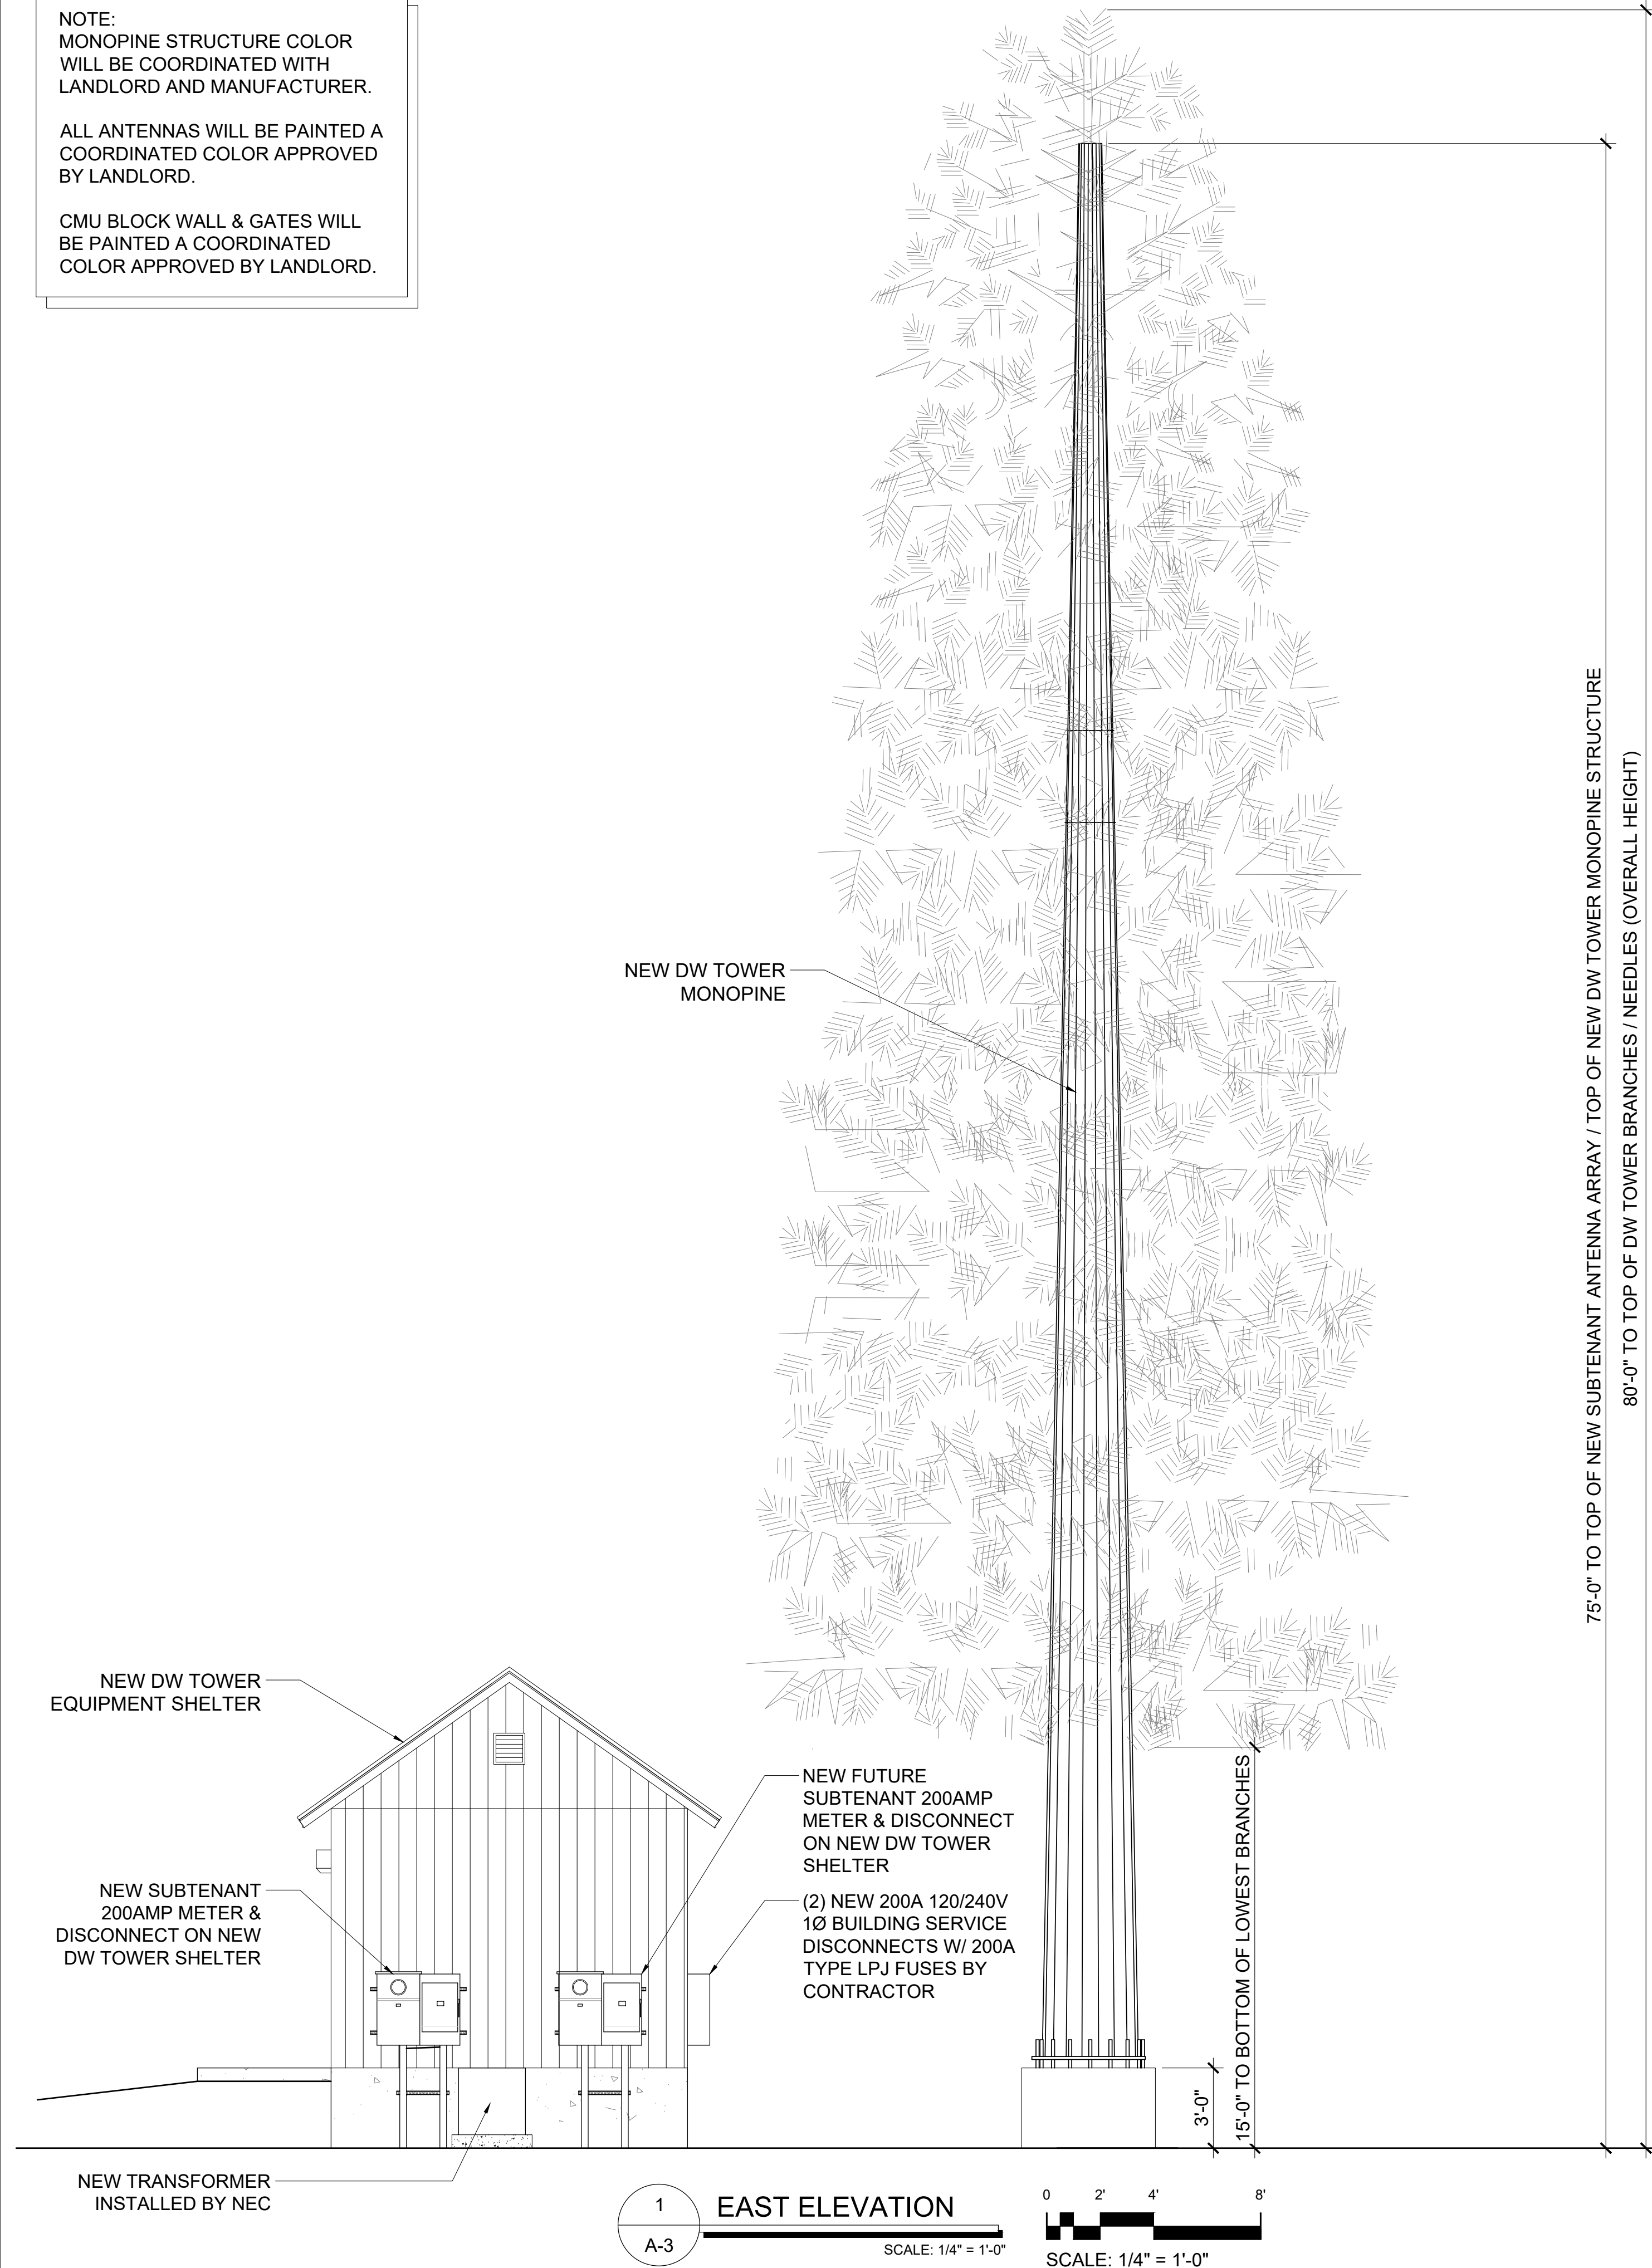 NOTE:
MONOPINE STRUCTURE COLOR
WILL BE COORDINATED WITH
LANDLORD AND MANUFACTURER.
ALL ANTENNAS WILL BE PAINTED A
COORDINATED COLOR APPROVED
BY LANDLORD.
CMU BLOCK WALL & GATES WILL
BE PAINTED A COORDINATED
COLOR APPROVED BY LANDLORD.
NEW DW TOWER
MONOPINE
75'-0" TO TOP OF NEW SUBTENANT ANTENNA ARRAY / TOP OF NEW DW TOWER MONOPINE STRUCTURE
80'-0" TO TOP OF DW TOWER BRANCHES / NEEDLES (OVERALL HEIGHT)
NEW DW TOWER
EQUIPMENT SHELTER
NEW SUBTENANT
200AMP METER &
DISCONNECT ON NEW
DW TOWER SHELTER
NEW FUTURE
SUBTENANT 200AMP
METER & DISCONNECT
ON NEW DW TOWER
SHELTER
(2) NEW 200A 120/240V
1Ø BUILDING SERVICE
DISCONNECTS W/ 200A
TYPE LPJ FUSES BY
CONTRACTOR
3'-0"
15'-0" TO BOTTOM OF LOWEST BRANCHES
NEW TRANSFORMER
INSTALLED BY NEC
1
A-3
EAST ELEVATION
SCALE: 1/4" = 1'-0"
0 2' 4' 8'
SCALE: 1/4" = 1'-0"